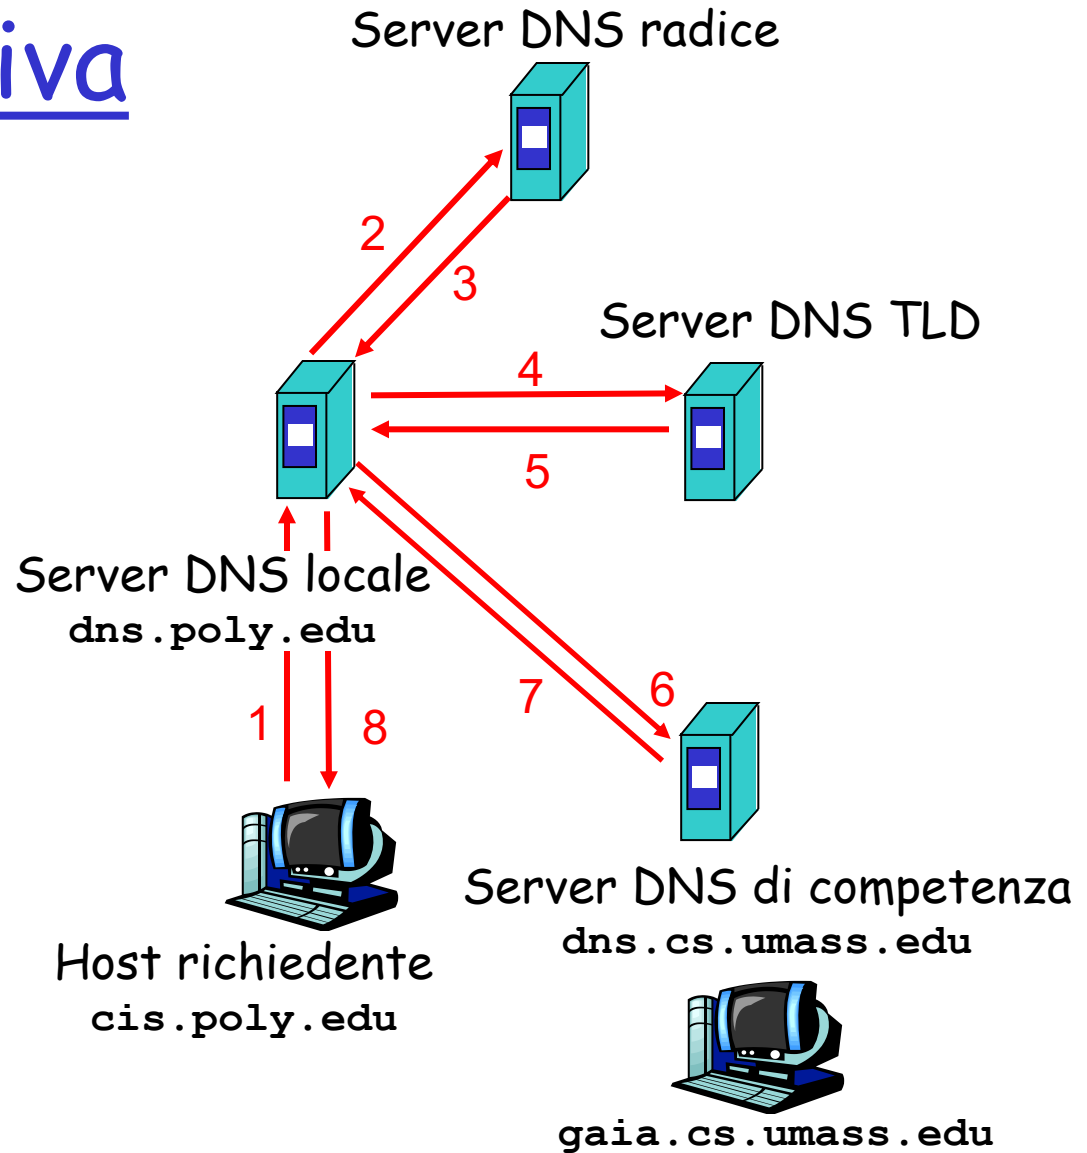 iva
Server DNS radice
2
3
Server DNS TLD
4
5
Server DNS locale
dns.poly.edu
6
7
1
8
Server DNS di competenza
dns.cs.umass.edu
Host richiedente
cis.poly.edu
gaia.cs.umass.edu